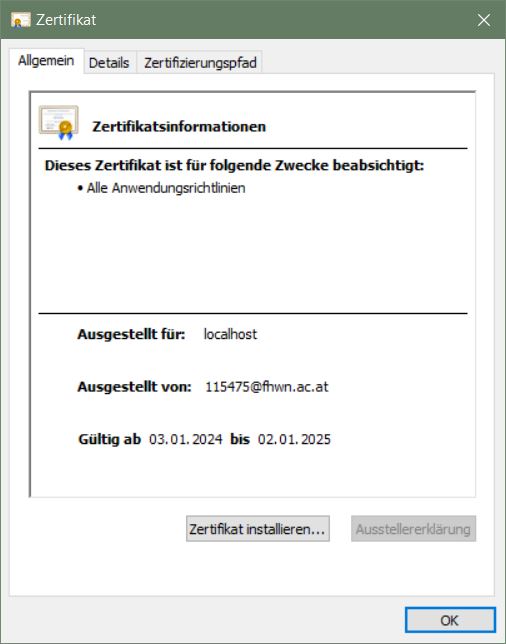 Zertifikat
Allgemein Details Zertifizierungspfad
Zertifikatsinformationen
Dieses Zertifikat ist für folgende Zwecke beabsichtigt:
• Alle Anwendungsrichtlinien
Ausgestellt für: localhost
Ausgestellt von: 115475@fhwn.ac.at
Gültig ab 03.01.2024 bis 02.01.2025
Zertifikat installieren... Ausstellererklärung
OK